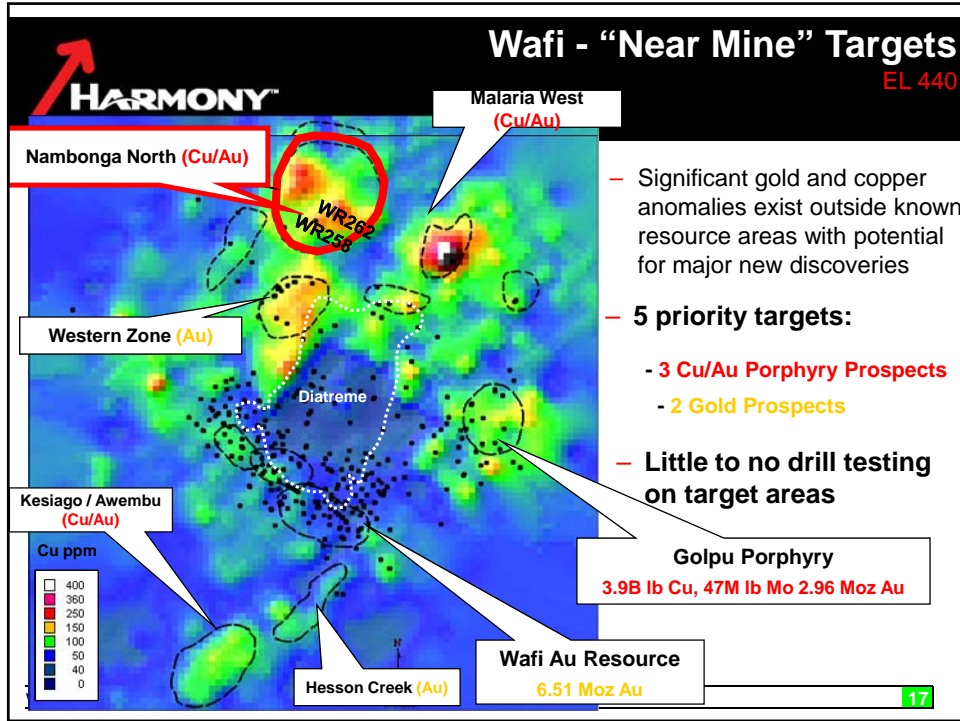 Wafi - “Near Mine” Targets
EL 440
HARMONY™
Malaria West
(Cu/Au)
Nambonga North (Cu/Au)
WR262
WR258
Western Zone (Au)
Diatreme
Kesiago / Awembu
(Cu/Au)
Cu ppm
400
360
250
150
100
50
40
0
Hesson Creek (Au)
Wafi Au Resource
6.51 Moz Au
Golpu Porphyry
3.9B lb Cu, 47M lb Mo 2.96 Moz Au
– Significant gold and copper
anomalies exist outside known
resource areas with potential
for major new discoveries
– 5 priority targets:
- 3 Cu/Au Porphyry Prospects
- 2 Gold Prospects
– Little to no drill testing
on target areas
17